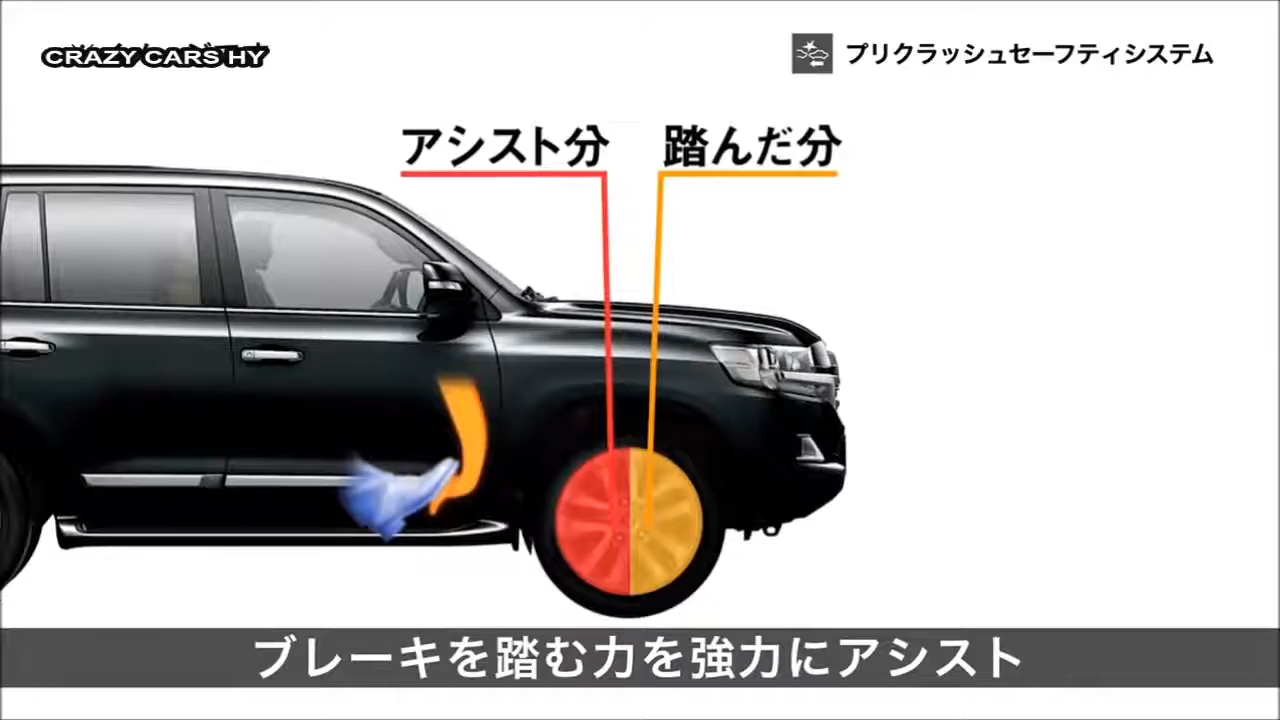 CRAZY CARS HY
プリクラッシュセーフティシステム
アシスト分 踏んだ分
ブレーキを踏む力を強力にアシスト